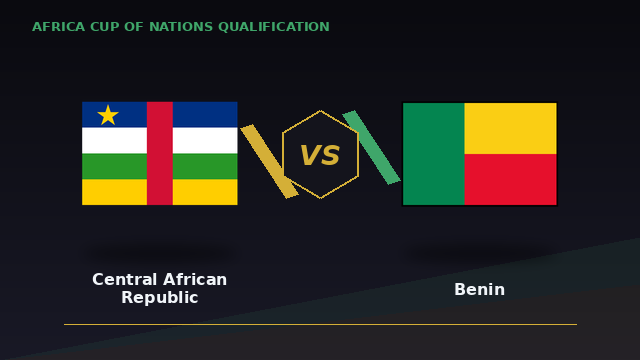 AFRICA CUP OF NATIONS QUALIFICATION
VS
Central African
Republic
Benin